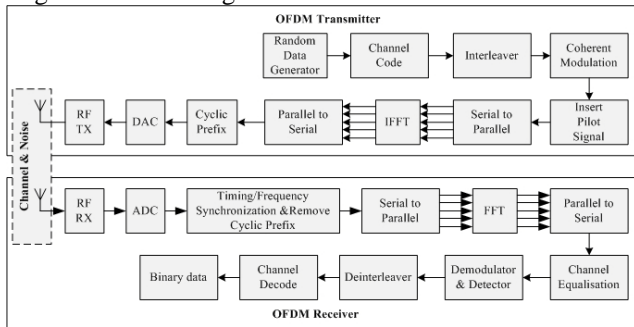 OFDM Transmitter
Random
Data
Generator
Channel
Code
Interleaver
Coherent
Modulation
RF
TX
DAC
Cyclic
Prefix
Parallel to
Serial
IFFT
Serial to
Parallel
Insert
Pilot
Signal
Channel & Noise
RF
RX
ADC
Timing/Frequency
Synchronization &Remove
Cyclic Prefix
Serial to
Parallel
FFT
Parallel to
Serial
Binary data
Channel
Decode
Deinterleaver
Demodulator
& Detector
Channel
Equalisation
OFDM Receiver